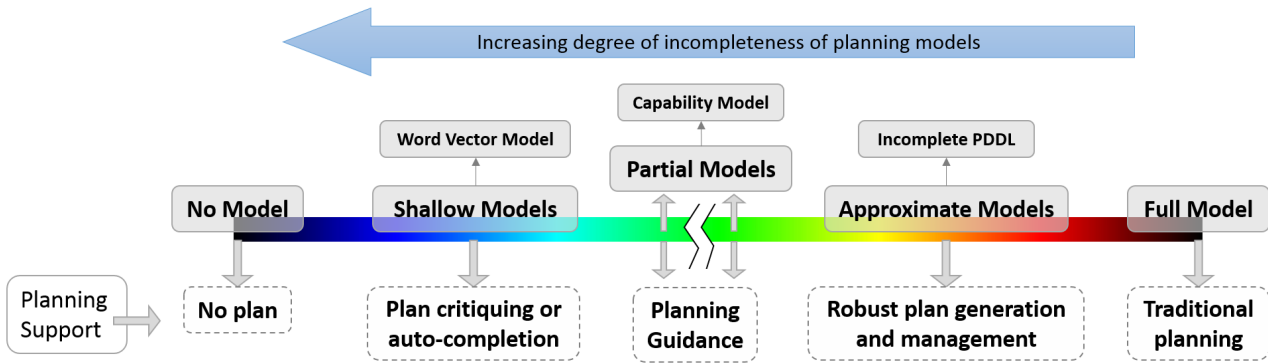 Increasing degree of incompleteness of planning models
Capability Model
Word Vector Model
Incomplete PDDL
Partial Models
No Model
Shallow Models
Approximate Models
Full Model
Planning
Support
No plan
Plan critiquing or
auto-completion
Planning
Guidance
Robust plan generation
and management
Traditional
planning